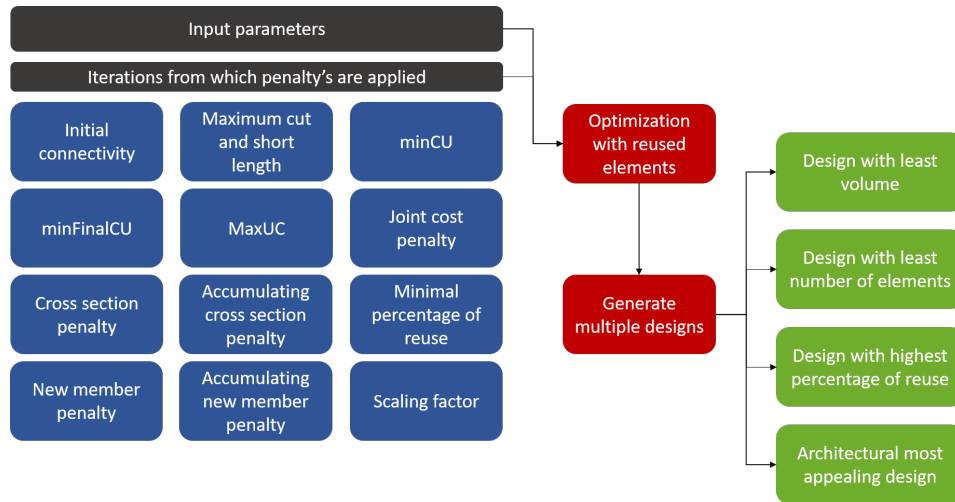 Input parameters
Iterations from which penalty's are applied
Initial
connectivity
Maximum cut
and short
length
minCU
minFinalCU
MaxUC
Joint cost
penalty
Cross section
penalty
Accumulating
cross section
penalty
Minimal
percentage of
reuse
New member
penalty
Accumulating
new member
penalty
Scaling factor
Optimization
with reused
elements
Generate
multiple designs
Design with least
volume
Design with least
number of elements
Design with highest
percentage of reuse
Architectural most
appealing design